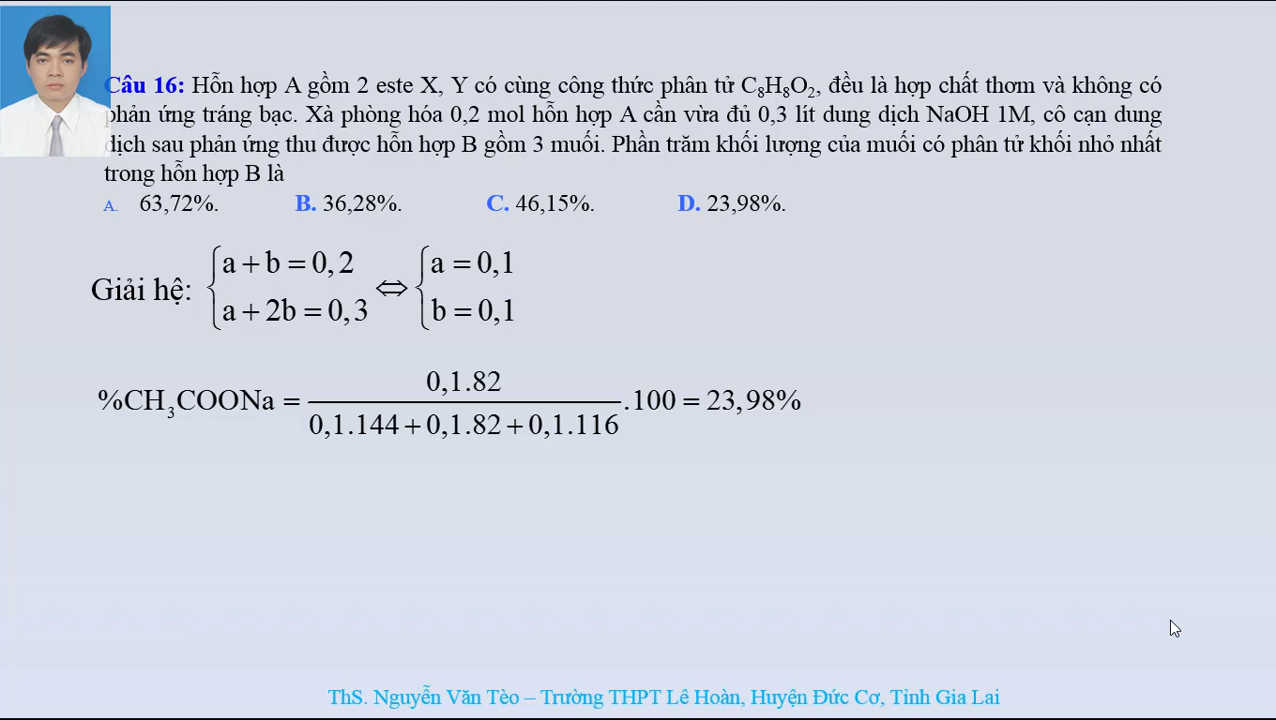 Câu 16: Hỗn hợp A gồm 2 este X, Y có cùng công thức phân tử C₈H₈O₂, đều là hợp chất thơm và không có
phản ứng tráng bạc. Xà phòng hóa 0,2 mol hỗn hợp A cần vừa đủ 0,3 lít dung dịch NaOH 1M, cô cạn dung
dịch sau phản ứng thu được hỗn hợp B gồm 3 muối. Phần trăm khối lượng của muối có phân tử khối nhỏ nhất
trong hỗn hợp B là
A. 63,72%. B. 36,28%. C. 46,15%. D. 23,98%.
Giải hệ: { a + b = 0,2 ; a + 2b = 0,3 ⇔ { a = 0,1 ; b = 0,1
%CH₃COONa = 0,1.82 / (0,1.144 + 0,1.82 + 0,1.116) .100 = 23,98%
ThS. Nguyễn Văn Tèo – Trường THPT Lê Hoàn, Huyện Đức Cơ, Tỉnh Gia Lai